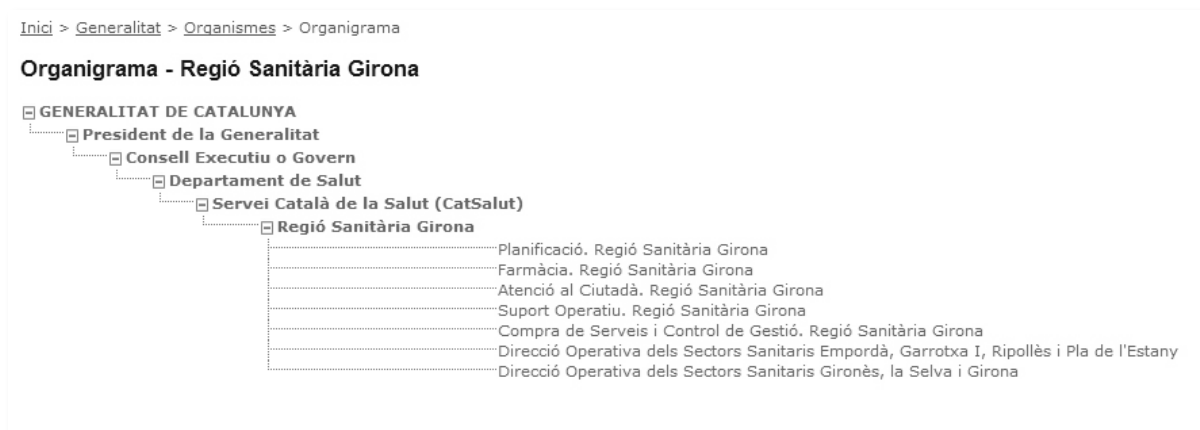 Inici > Generalitat > Organismes > Organigrama
Organigrama - Regió Sanitària Girona
GENERALITAT DE CATALUNYA
President de la Generalitat
Consell Executiu o Govern
Departament de Salut
Servei Català de la Salut (CatSalut)
Regió Sanitària Girona
Planificació. Regió Sanitària Girona
Farmàcia. Regió Sanitària Girona
Atenció al Ciutadà. Regió Sanitària Girona
Suport Operatiu. Regió Sanitària Girona
Compra de Serveis i Control de Gestió. Regió Sanitària Girona
Direcció Operativa dels Sectors Sanitaris Empordà, Garrotxa I, Ripollès i Pla de l'Estany
Direcció Operativa dels Sectors Sanitaris Gironès, la Selva i Girona